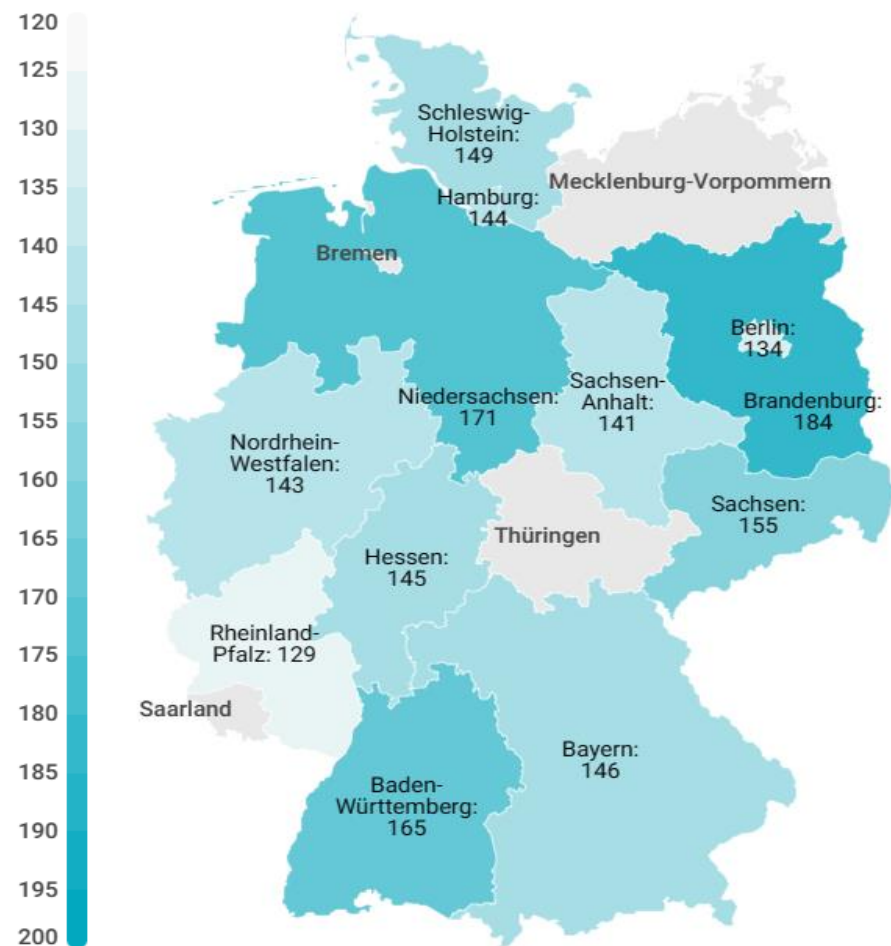 120
125
130
135
140
145
150
155
160
165
170
175
180
185
190
195
200
Schleswig-
Holstein:
149
Mecklenburg-Vorpommern
Hamburg:
144
Bremen
Berlin:
134
Niedersachsen:
171
Sachsen-
Anhalt:
141
Brandenburg:
184
Nordrhein-
Westfalen:
143
Sachsen:
155
Thüringen
Hessen:
145
Rheinland-
Pfalz: 129
Saarland
Bayern:
146
Baden-
Württemberg:
165